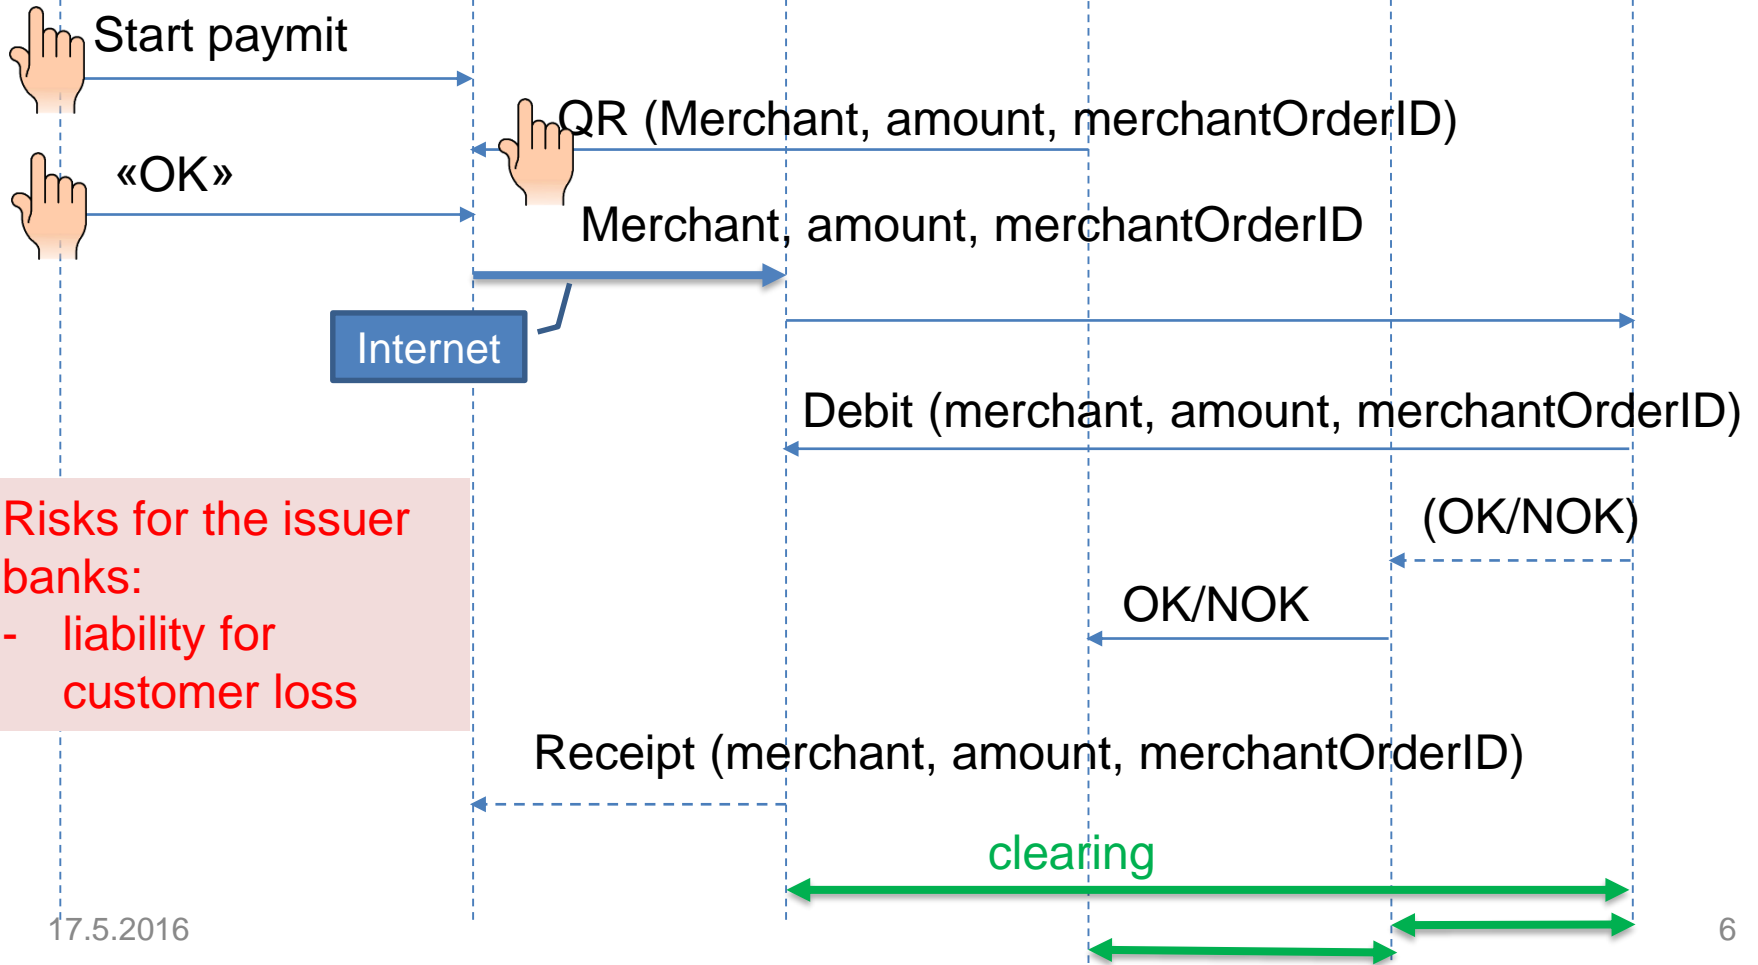 Start paymit
QR (Merchant, amount, merchantOrderID)
«OK»
Merchant, amount, merchantOrderID
Internet
Debit (merchant, amount, merchantOrderID)
Risks for the issuer
banks:
- liability for
customer loss
(OK/NOK)
OK/NOK
Receipt (merchant, amount, merchantOrderID)
clearing
17.5.2016
6